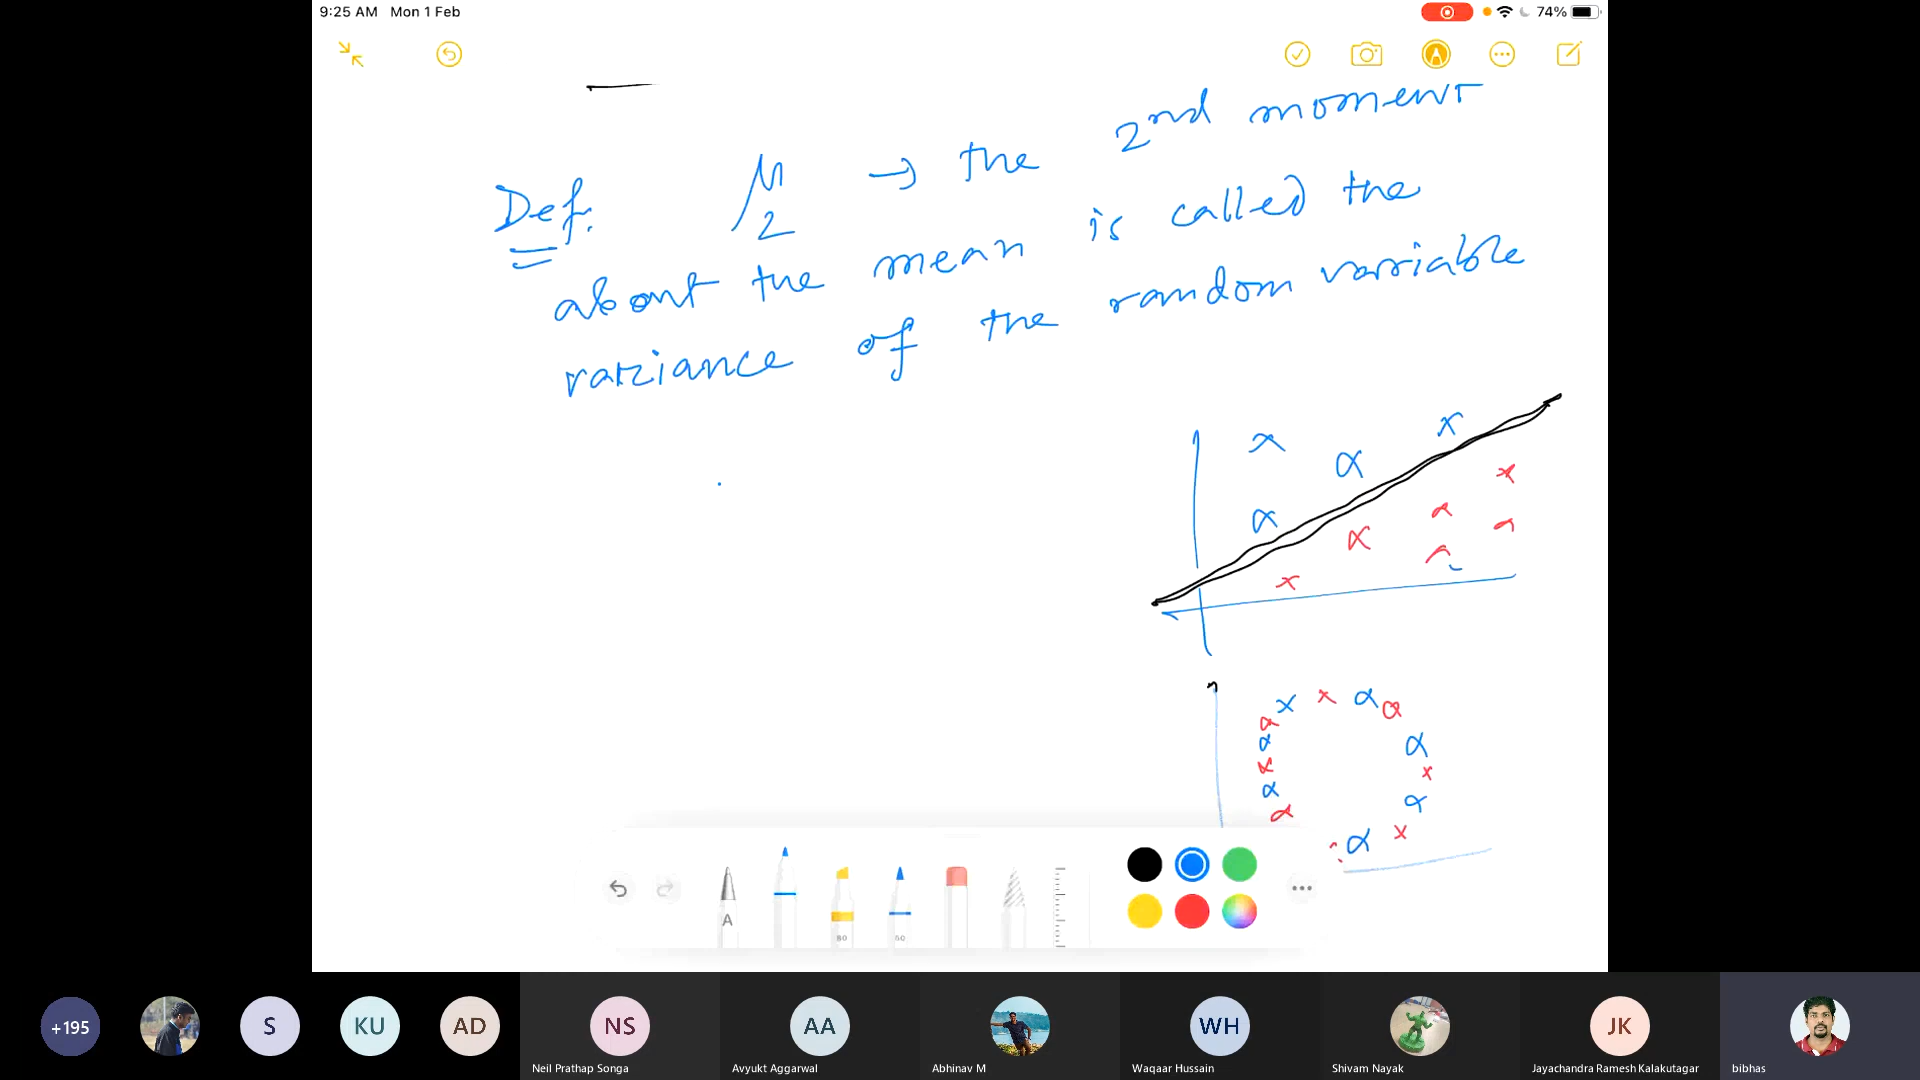 9:25 AM Mon 1 Feb
74%
Def. μ2 → the 2nd moment
about the mean is called the
variance of the random variable
x α x
α
x α α x
α
x
x x α α
α α
α x
x α
α x
α α
A
80
60
+195
S
KU
AD
NS
AA
WH
JK
Neil Prathap Songa
Avyukt Aggarwal
Abhinav M
Waqaar Hussain
Shivam Nayak
Jayachandra Ramesh Kalakutagar
bibhas